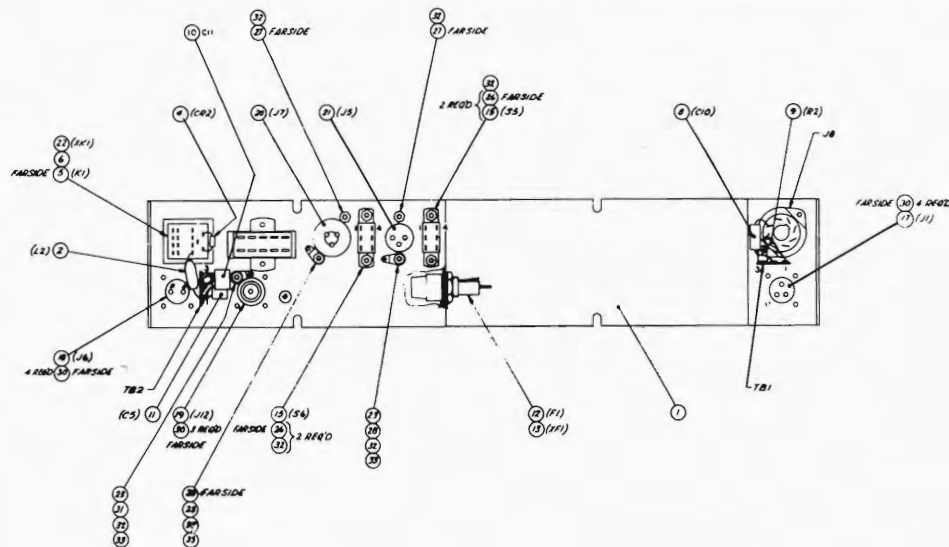 32
27 FARSIDE
32
27 FARSIDE
10 C11
32
2 REQ'D 26 FARSIDE
15 (S5)
4 (CR2)
20 (J7)
21 (J5)
8 (C10)
9 (R2)
J8
22 (XK1)
6
FARSIDE 5 (K1)
FARSIDE 30 4 REQ'D
17 (J1)
(L2) 2
(J6)
4 REQ'D 30 FARSIDE
TB2
TB1
(C5) 11
19 (J12)
30 3 REQ'D
FARSIDE
15 (S6)
FARSIDE 26
32 2 REQ'D
28
32
33
12 (F1)
13 (XF1)
1
FARSIDE
31
32
33
28
33